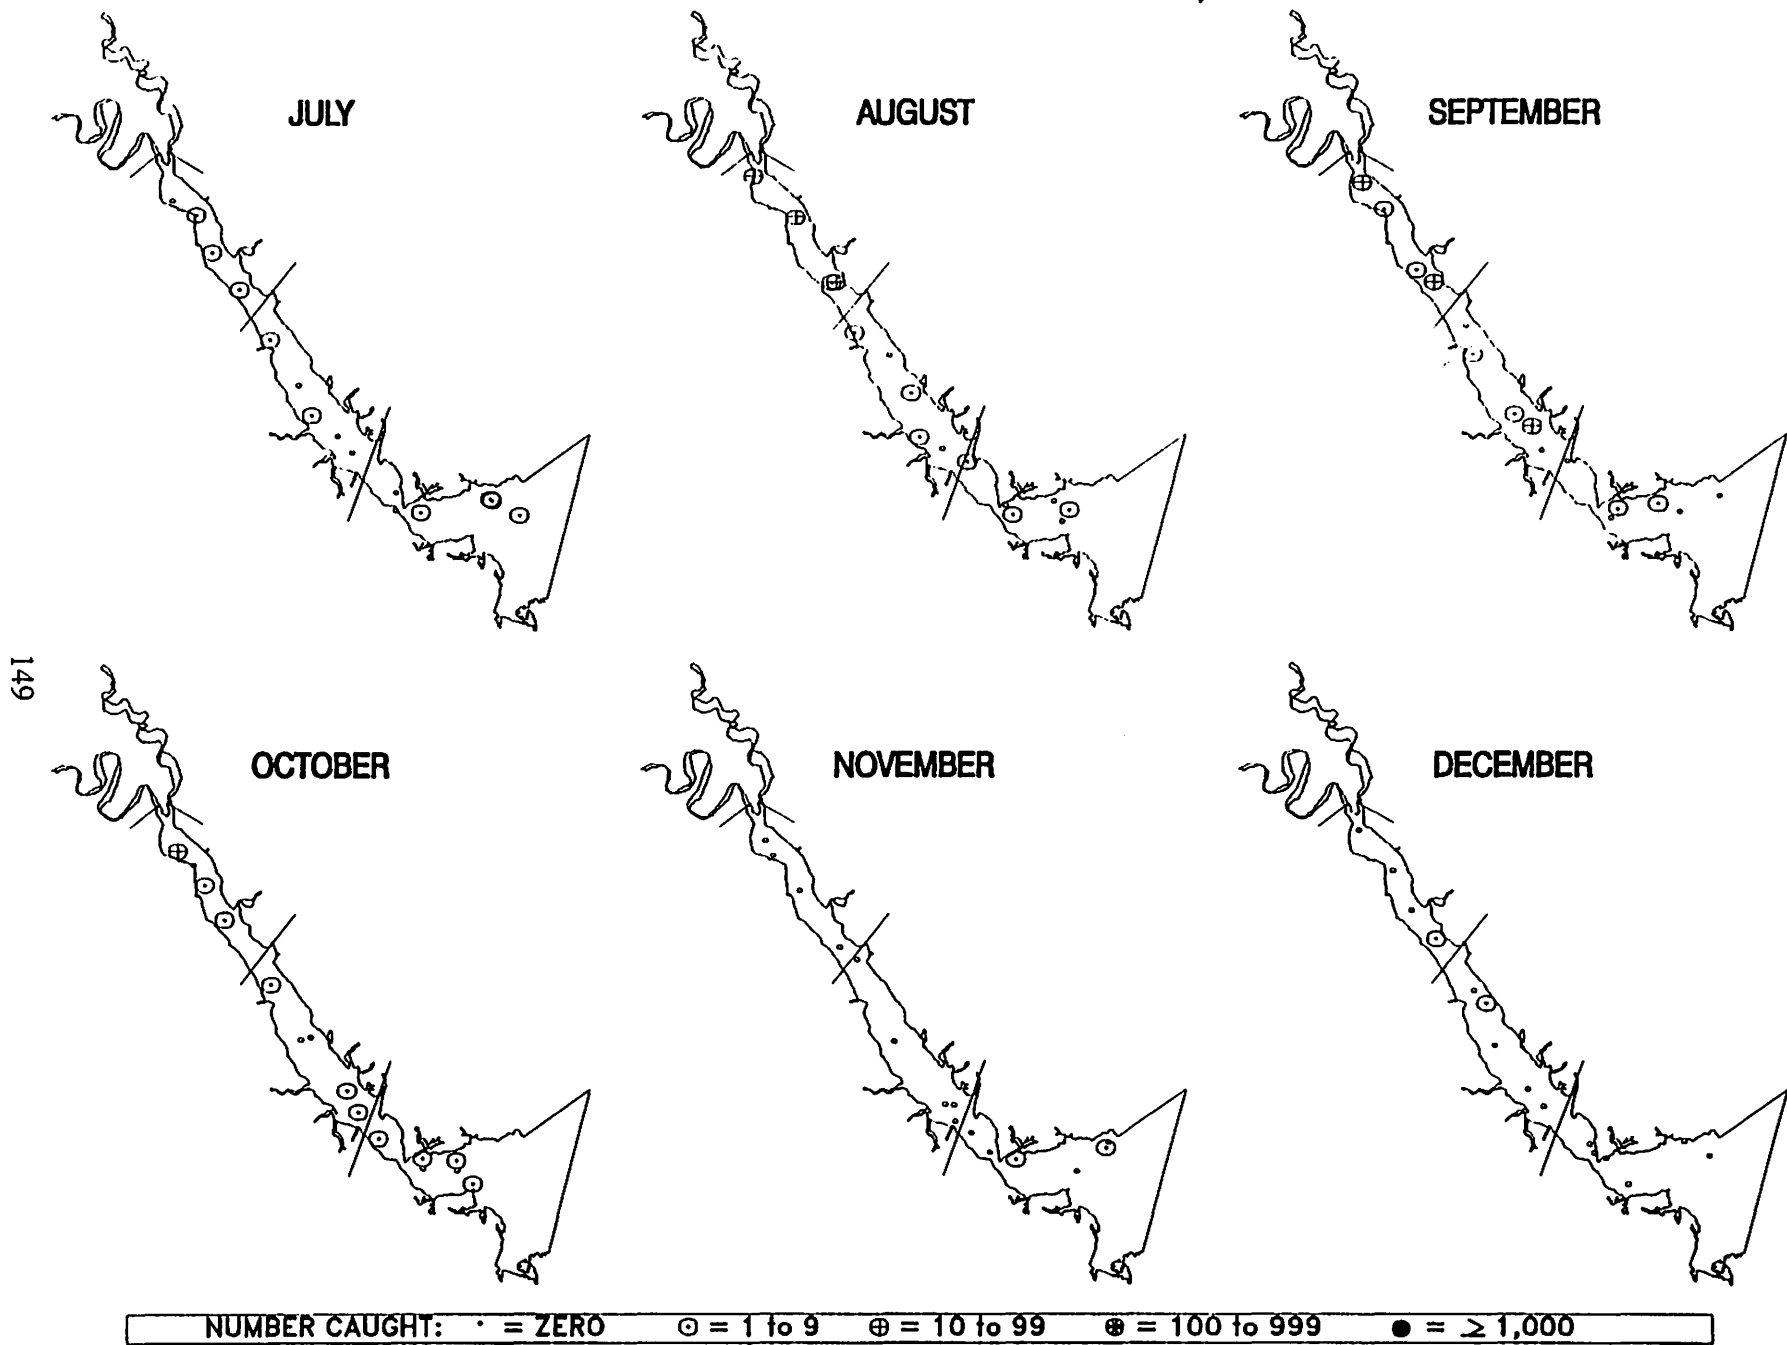 JULY
AUGUST
SEPTEMBER
149
OCTOBER
NOVEMBER
DECEMBER
NUMBER CAUGHT: · = ZERO ⊙ = 1 to 9 ⊕ = 10 to 99 ⊛ = 100 to 999 ● = ≥ 1,000